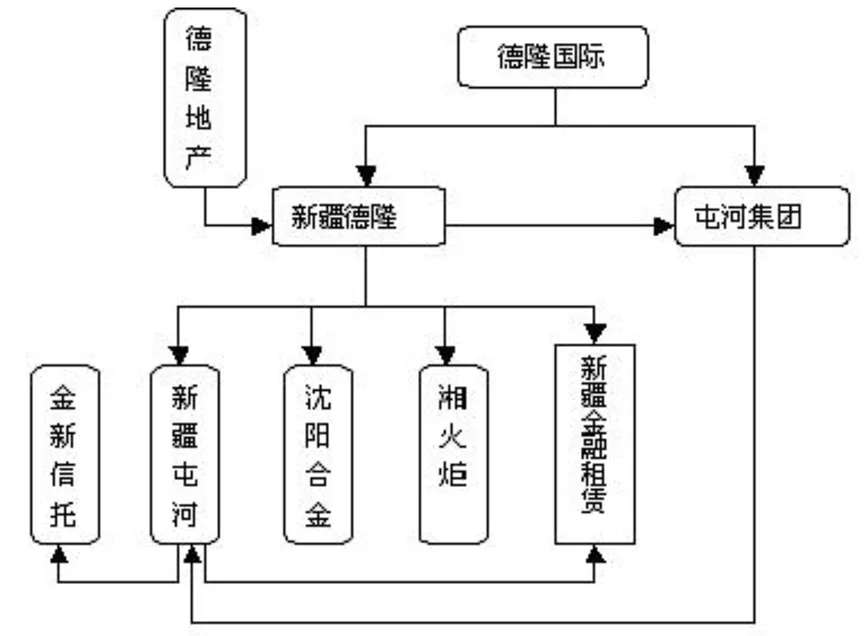 德隆地产
德隆国际
新疆德隆
屯河集团
金新信托
新疆屯河
沈阳合金
湘火炬
新疆金融租赁